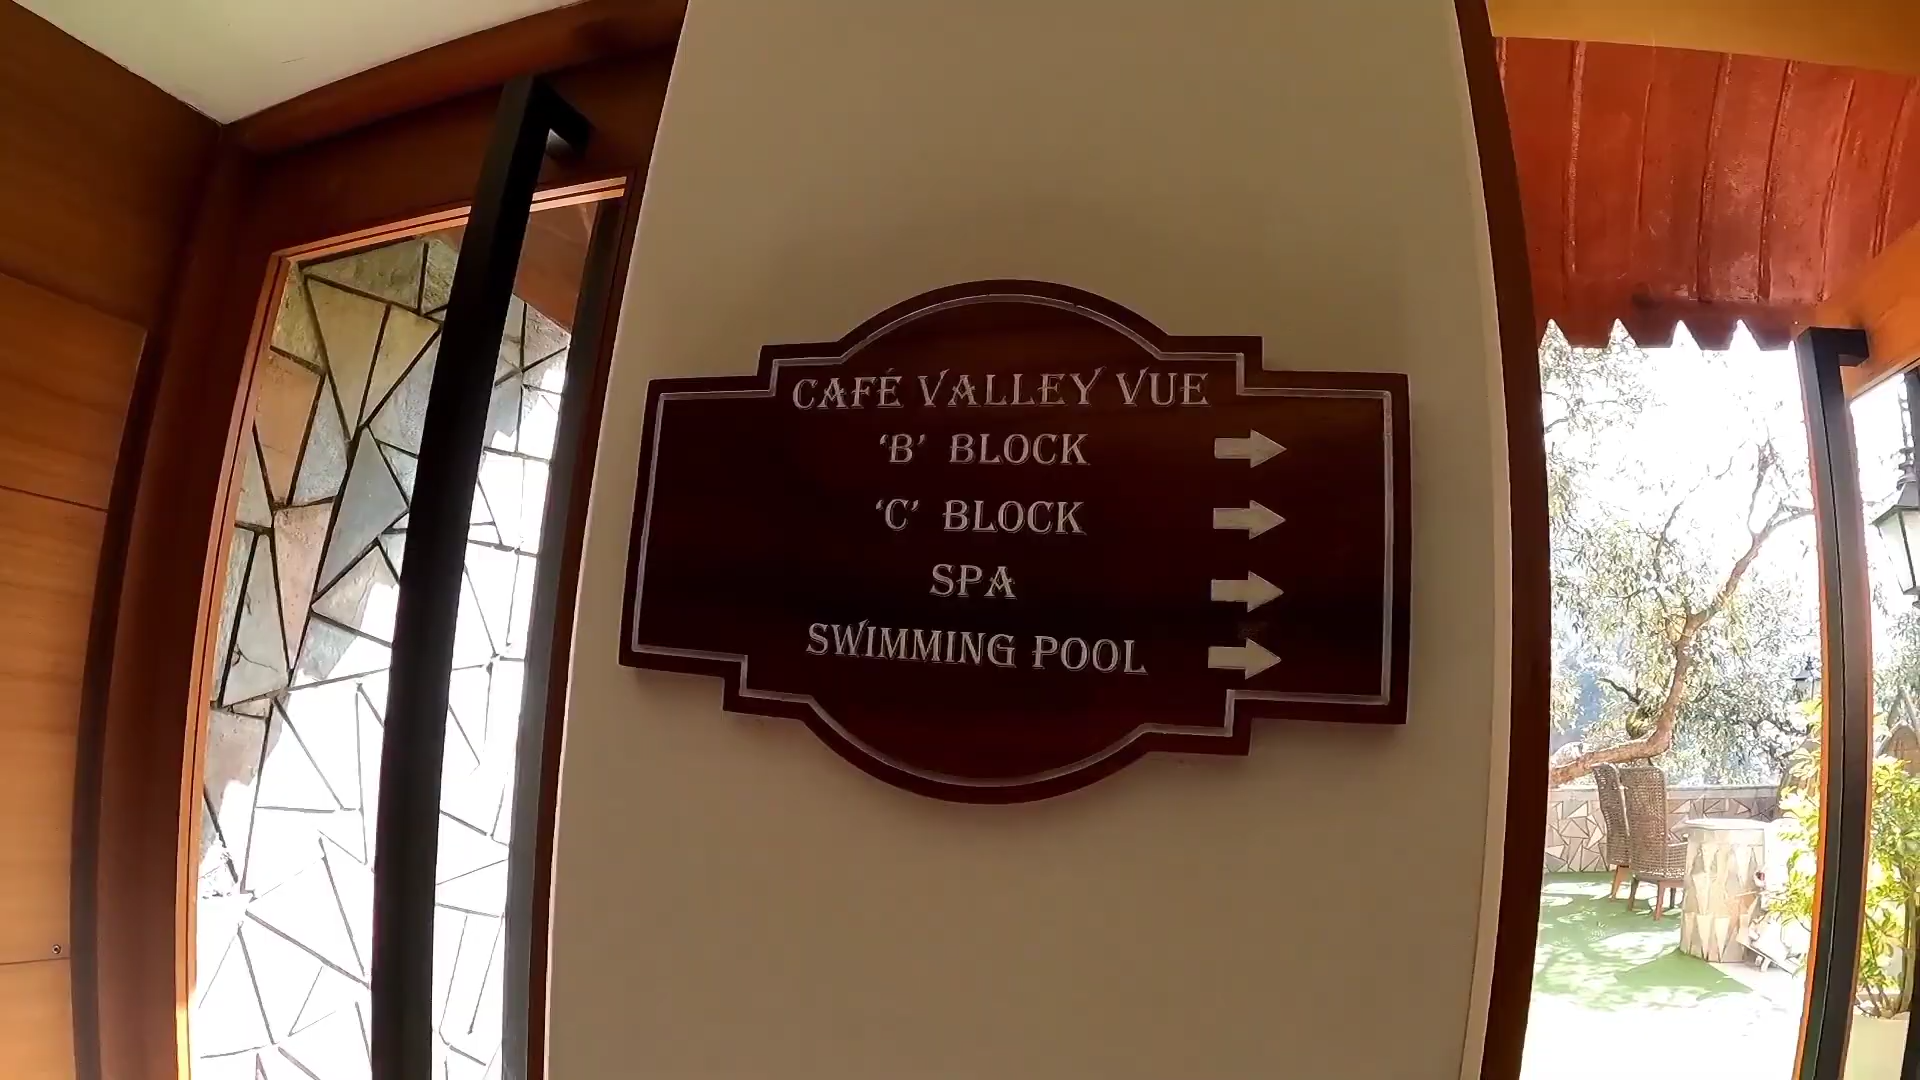 CAFÉ VALLEY VUE
‘B’ BLOCK
‘C’ BLOCK
SPA
SWIMMING POOL